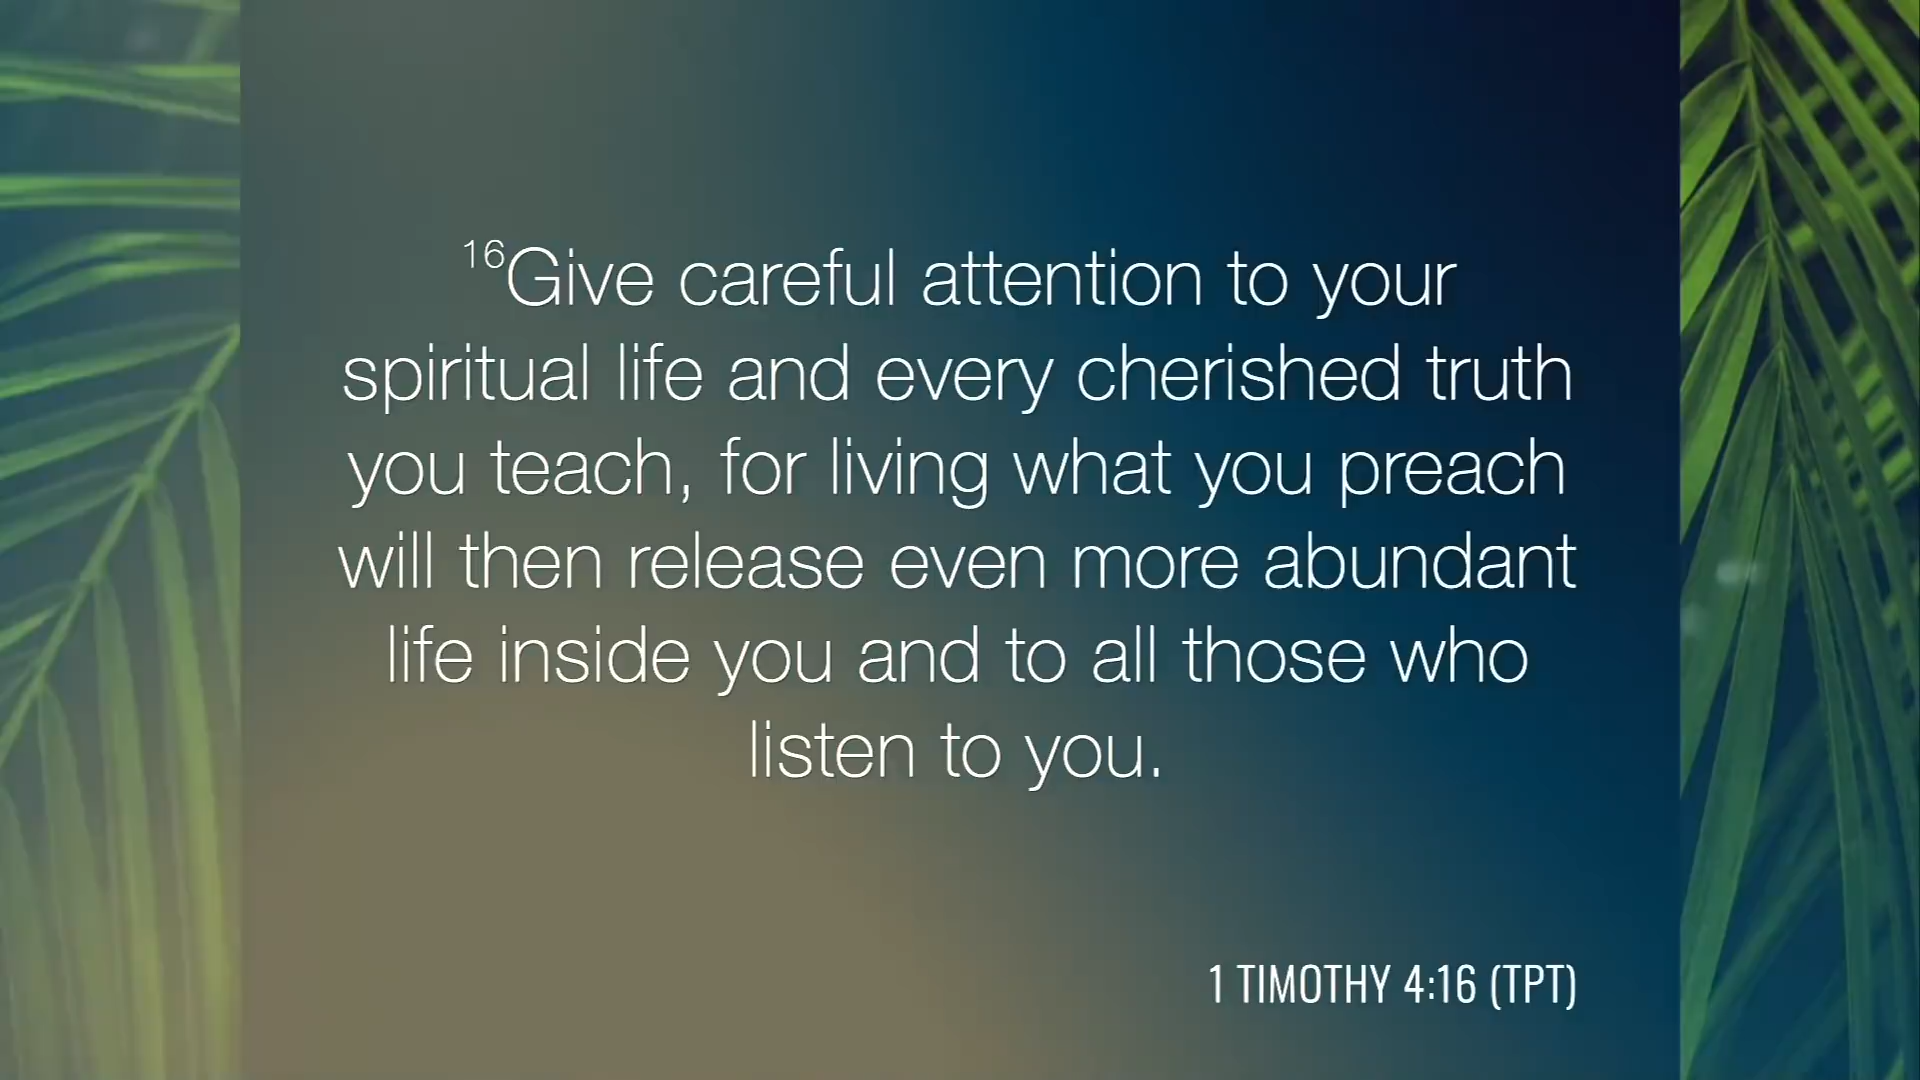 16Give careful attention to your
spiritual life and every cherished truth
you teach, for living what you preach
will then release even more abundant
life inside you and to all those who
listen to you.
1 TIMOTHY 4:16 (TPT)